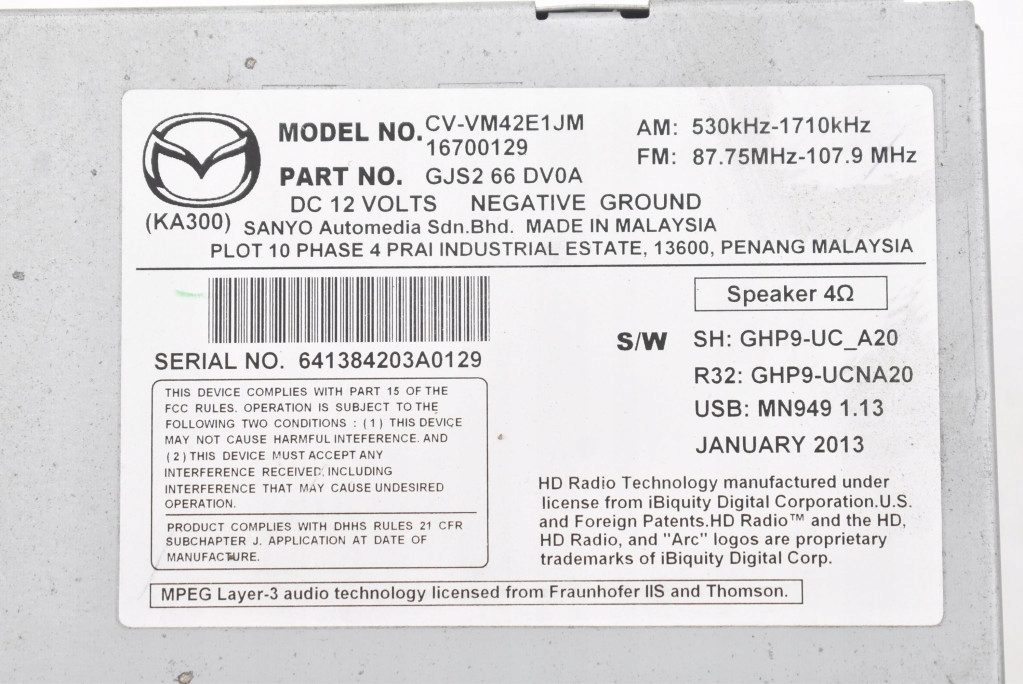 MODEL NO. CV-VM42E1JM
16700129
PART NO. GJS2 66 DV0A
DC 12 VOLTS NEGATIVE GROUND
(KA300) SANYO Automedia Sdn.Bhd. MADE IN MALAYSIA
PLOT 10 PHASE 4 PRAI INDUSTRIAL ESTATE, 13600, PENANG MALAYSIA
AM: 530kHz-1710kHz
FM: 87.75MHz-107.9 MHz
SERIAL NO. 641384203A0129
THIS DEVICE COMPLIES WITH PART 15 OF THE
FCC RULES. OPERATION IS SUBJECT TO THE
FOLLOWING TWO CONDITIONS : (1) THIS DEVICE
MAY NOT CAUSE HARMFUL INTEFERENCE. AND
(2) THIS DEVICE MUST ACCEPT ANY
INTERFERENCE RECEIVED, INCLUDING
INTERFERENCE THAT MAY CAUSE UNDESIRED
OPERATION.
PRODUCT COMPLIES WITH DHHS RULES 21 CFR
SUBCHAPTER J. APPLICATION AT DATE OF
MANUFACTURE.
Speaker 4Ω
S/W SH: GHP9-UC_A20
R32: GHP9-UCNA20
USB: MN949 1.13
JANUARY 2013
HD Radio Technology manufactured under
license from iBiquity Digital Corporation.U.S.
and Foreign Patents.HD Radio™ and the HD,
HD Radio, and "Arc" logos are proprietary
trademarks of iBiquity Digital Corp.
MPEG Layer-3 audio technology licensed from Fraunhofer IIS and Thomson.